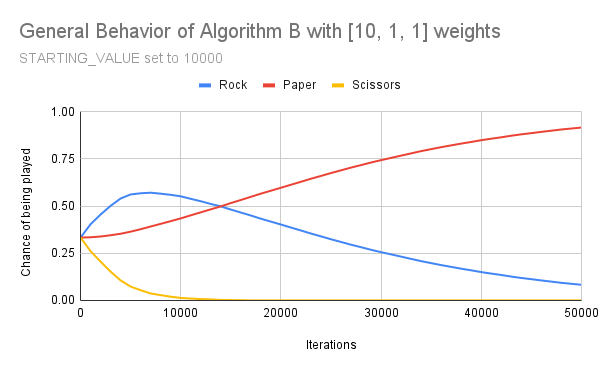 General Behavior of Algorithm B with [10, 1, 1] weights
STARTING_VALUE set to 10000
Rock Paper Scissors
1.00
0.75
0.50
0.25
0.00
Chance of being played
0 10000 20000 30000 40000 50000
Iterations